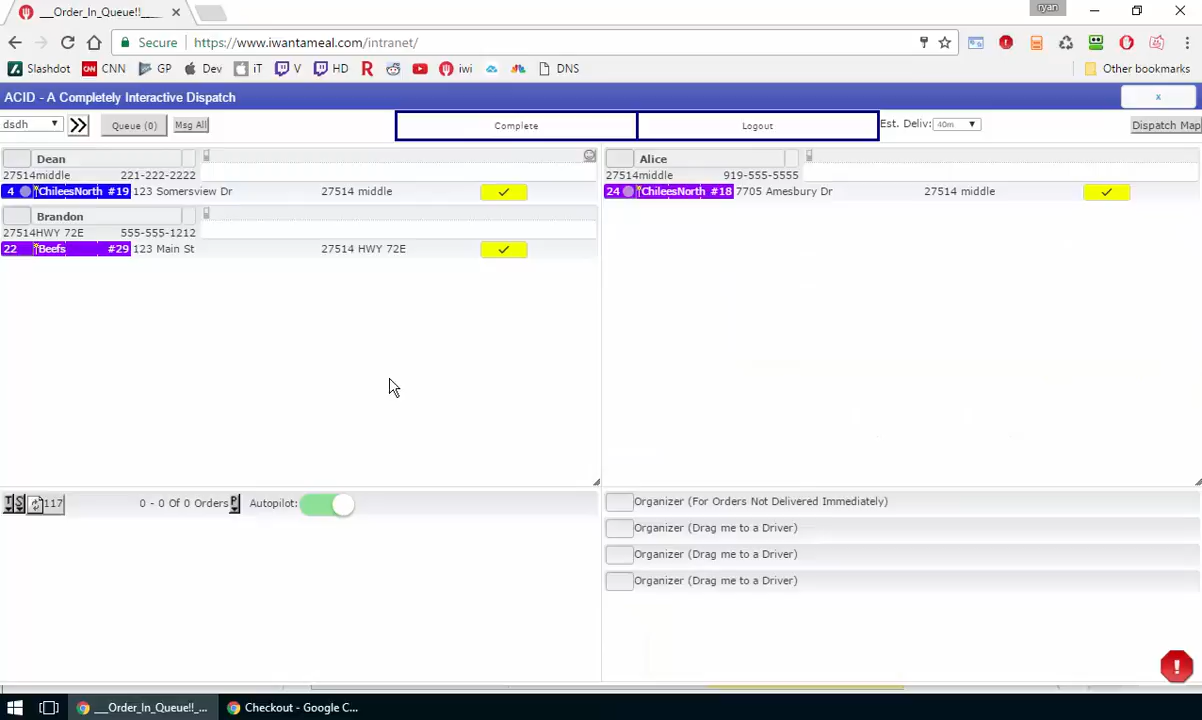 ___Order_In_Queue!!___
ryan
Secure
https://www.iwantameal.com/intranet/
Slashdot CNN GP Dev iT V HD R iwi DNS Other bookmarks
ACID - A Completely Interactive Dispatch
x
dsdh Queue (0) Msg All Complete Logout Est. Deliv: 40m Dispatch Map
Dean
27514middle 221-222-2222
4 ChileesNorth #19 123 Somersview Dr 27514 middle
Brandon
27514HWY 72E 555-555-1212
22 Beefs #29 123 Main St 27514 HWY 72E
Alice
27514middle 919-555-5555
24 ChileesNorth #18 7705 Amesbury Dr 27514 middle
T S 117 0 - 0 Of 0 Orders P Autopilot:
Organizer (For Orders Not Delivered Immediately)
Organizer (Drag me to a Driver)
Organizer (Drag me to a Driver)
Organizer (Drag me to a Driver)
___Order_In_Queue!!_... Checkout - Google C...